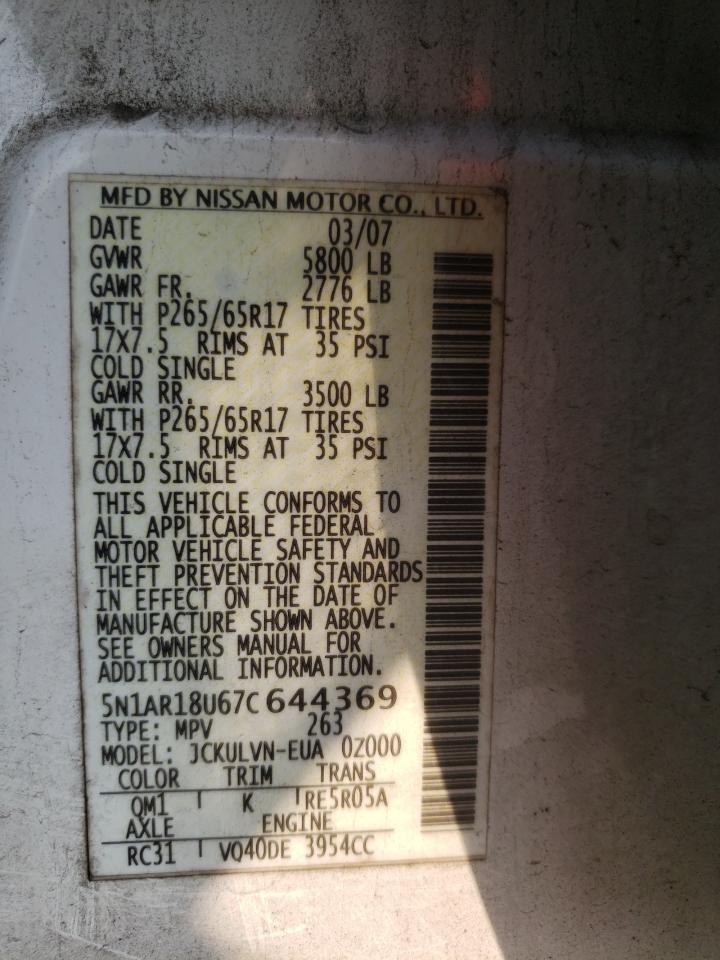 MFD BY NISSAN MOTOR CO., LTD.
DATE 03/07
GVWR 5800 LB
GAWR FR. 2776 LB
WITH P265/65R17 TIRES
17X7.5 RIMS AT 35 PSI
COLD SINGLE
GAWR RR. 3500 LB
WITH P265/65R17 TIRES
17X7.5 RIMS AT 35 PSI
COLD SINGLE
THIS VEHICLE CONFORMS TO
ALL APPLICABLE FEDERAL
MOTOR VEHICLE SAFETY AND
THEFT PREVENTION STANDARDS
IN EFFECT ON THE DATE OF
MANUFACTURE SHOWN ABOVE.
SEE OWNERS MANUAL FOR
ADDITIONAL INFORMATION.
5N1AR18U67C644369
TYPE: MPV 263
MODEL: JCKULVN-EUA 0Z000
COLOR TRIM TRANS
QM1 K RE5R05A
AXLE ENGINE
RC31 VQ40DE 3954CC